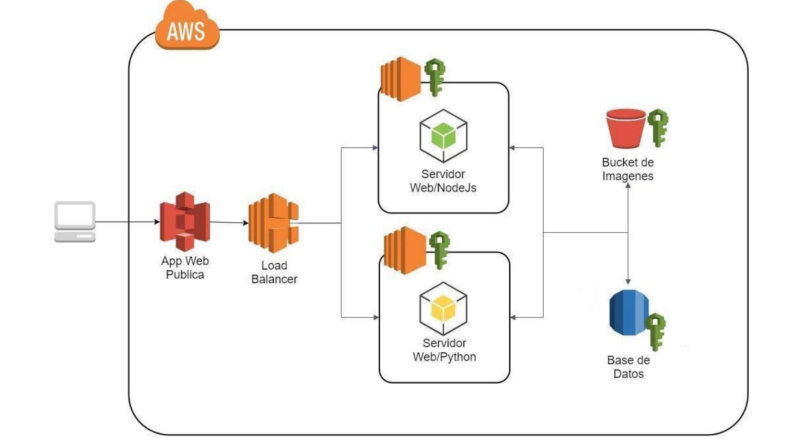 AWS
Servidor
Web/NodeJs
Bucket de
Imagenes
App Web
Publica
Load
Balancer
Servidor
Web/Python
Base de
Datos